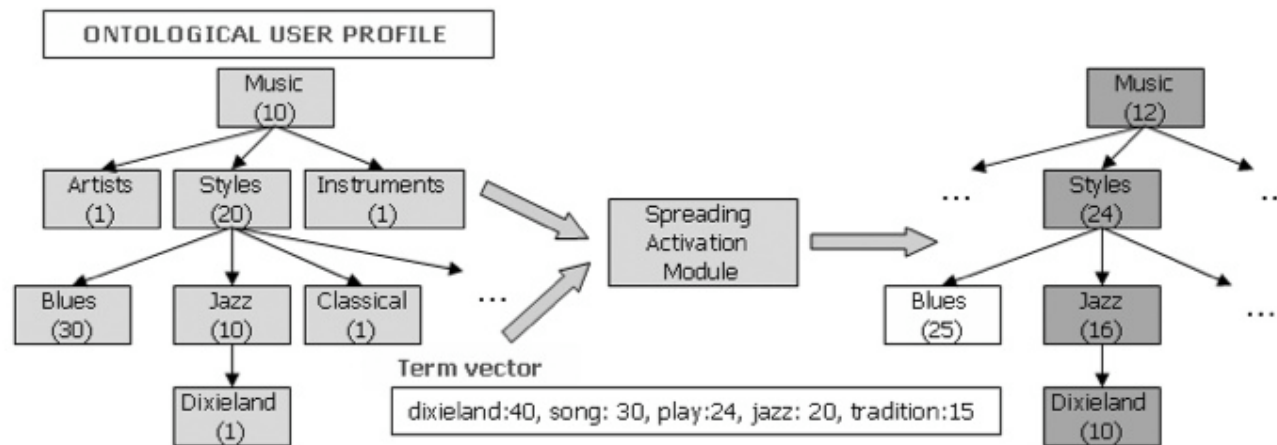 ONTOLOGICAL USER PROFILE
Music
(10)
Artists
(1)
Styles
(20)
Instruments
(1)
Blues
(30)
Jazz
(10)
Classical
(1)
...
Dixieland
(1)
Spreading
Activation
Module
Term vector
dixieland:40, song: 30, play:24, jazz: 20, tradition:15
Music
(12)
...
Styles
(24)
...
Blues
(25)
Jazz
(16)
...
Dixieland
(10)